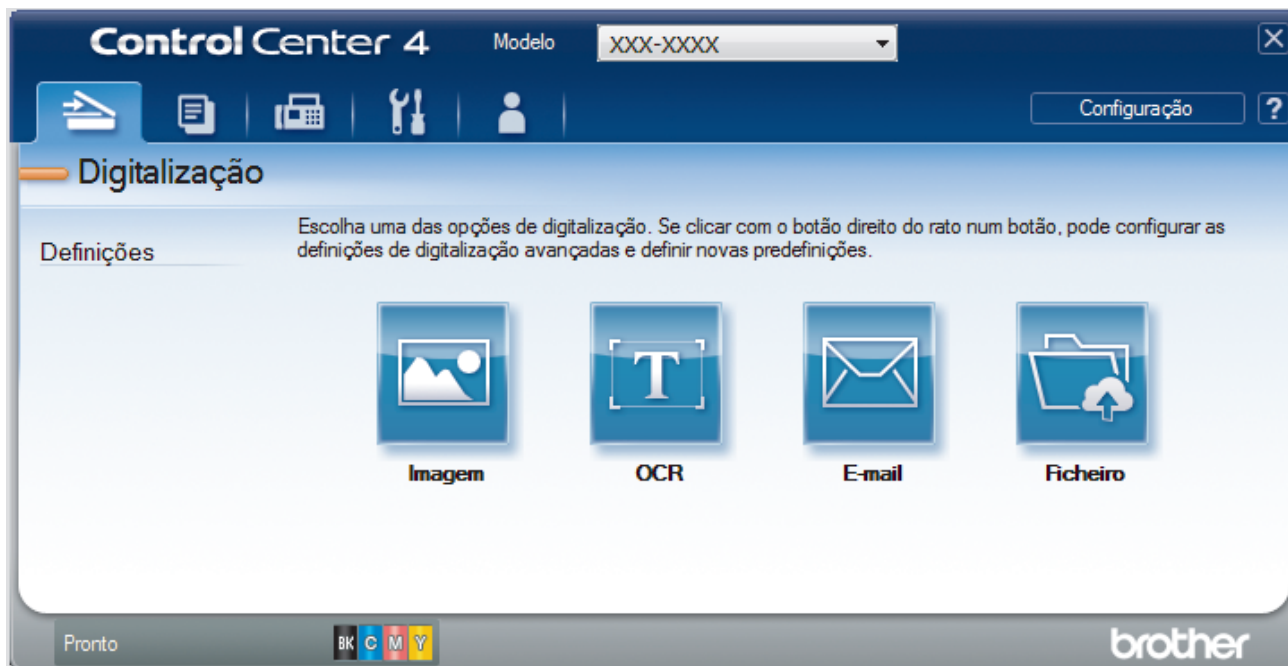 Control Center 4
Modelo
XXX-XXXX
Configuração
?
Digitalização
Definições
Escolha uma das opções de digitalização. Se clicar com o botão direito do rato num botão, pode configurar as
definições de digitalização avançadas e definir novas predefinições.
T
Imagem
OCR
E-mail
Ficheiro
Pronto
BK C M Y
brother